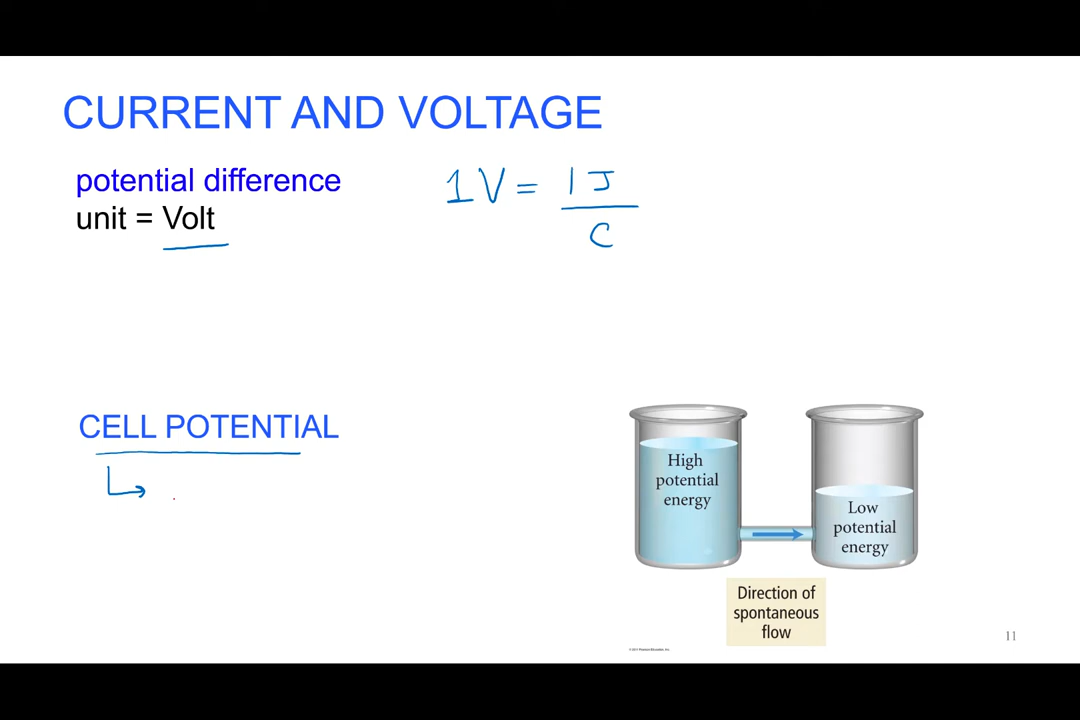 CURRENT AND VOLTAGE
potential difference
unit = Volt
1V = 1J
C
CELL POTENTIAL
High
potential
energy
Low
potential
energy
Direction of
spontaneous
flow
11